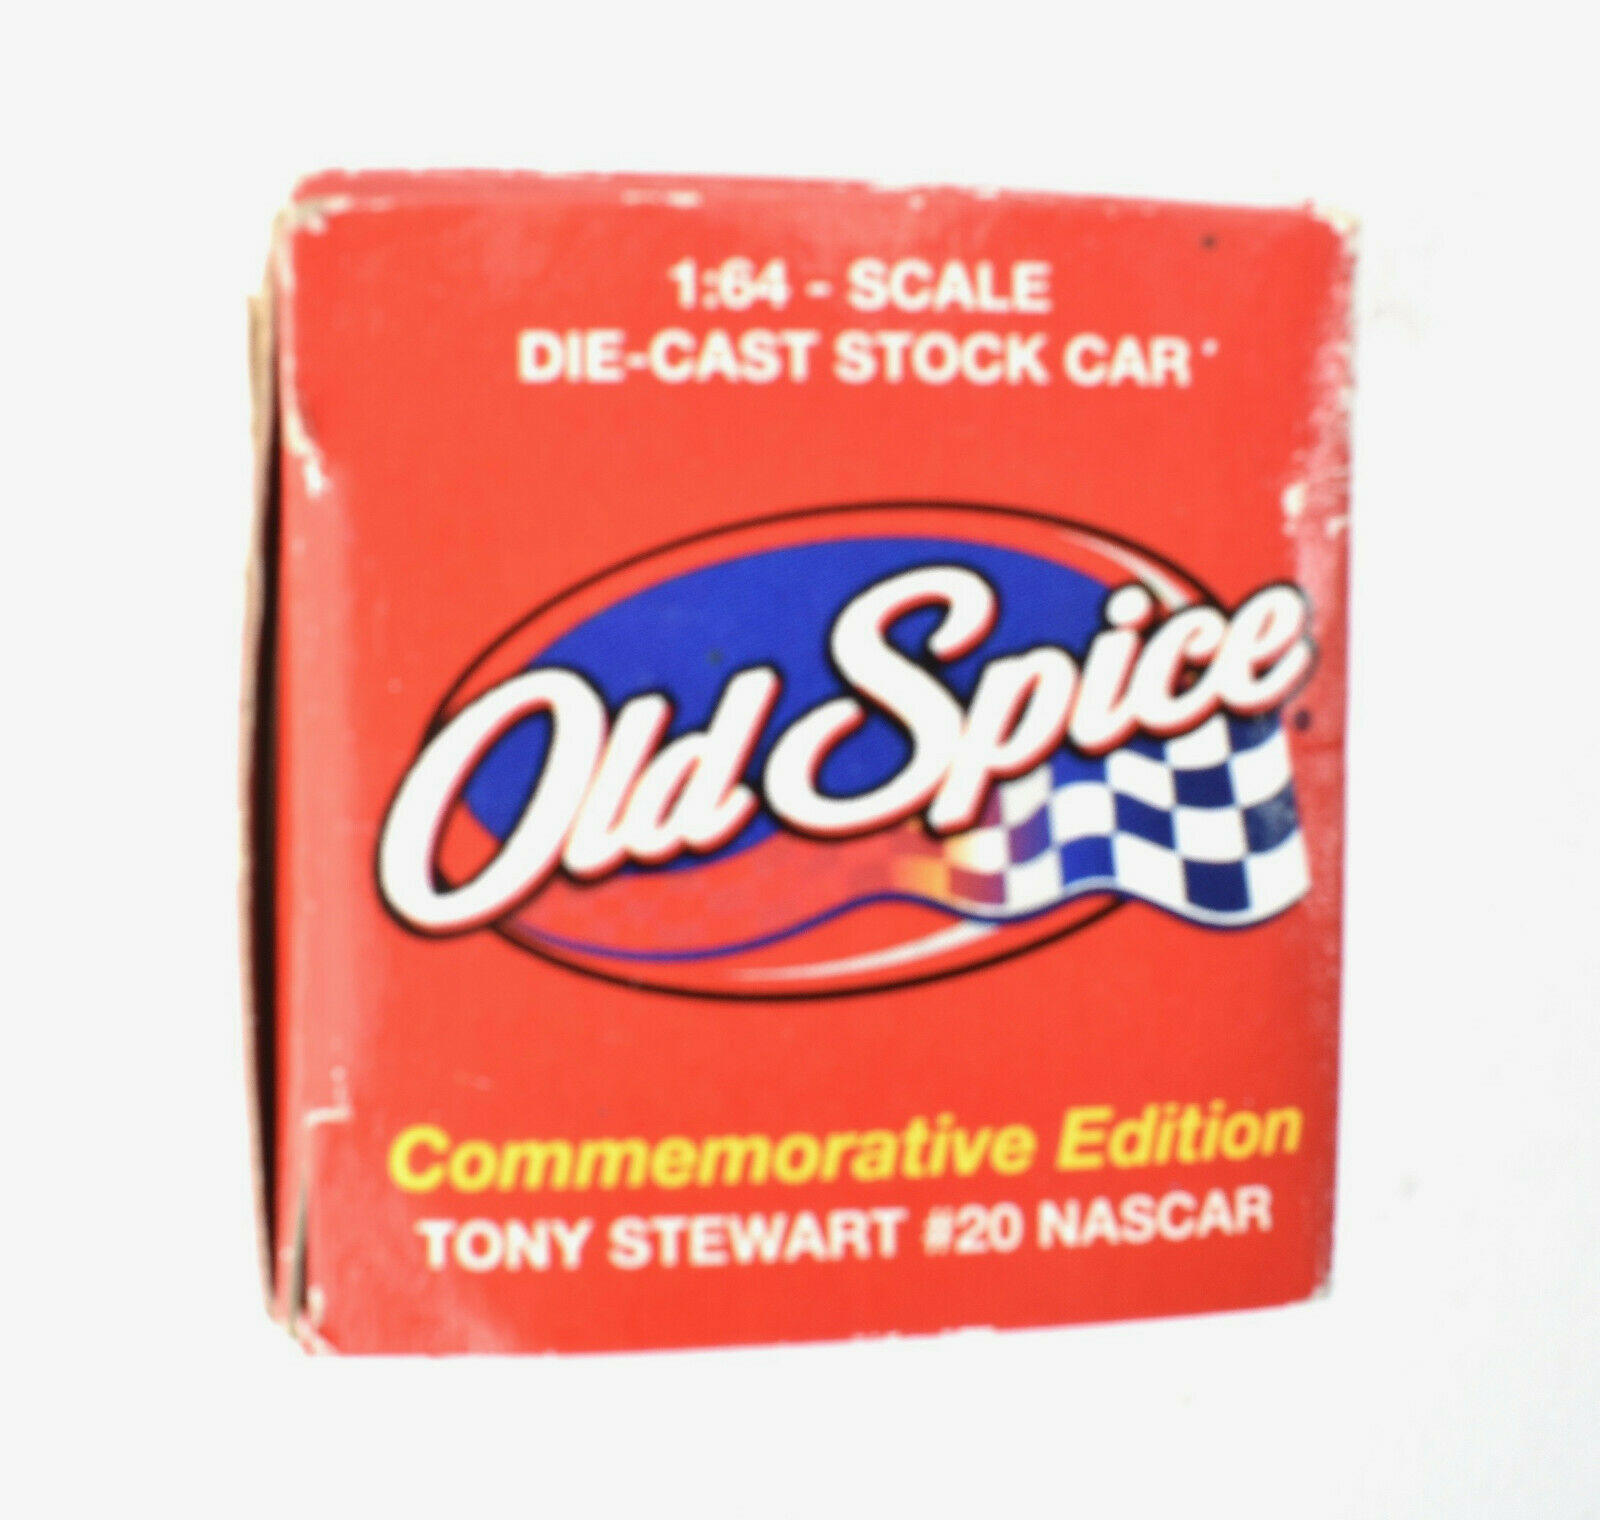 1:64 - SCALE
DIE-CAST STOCK CAR
Old Spice
Commemorative Edition
TONY STEWART #20 NASCAR